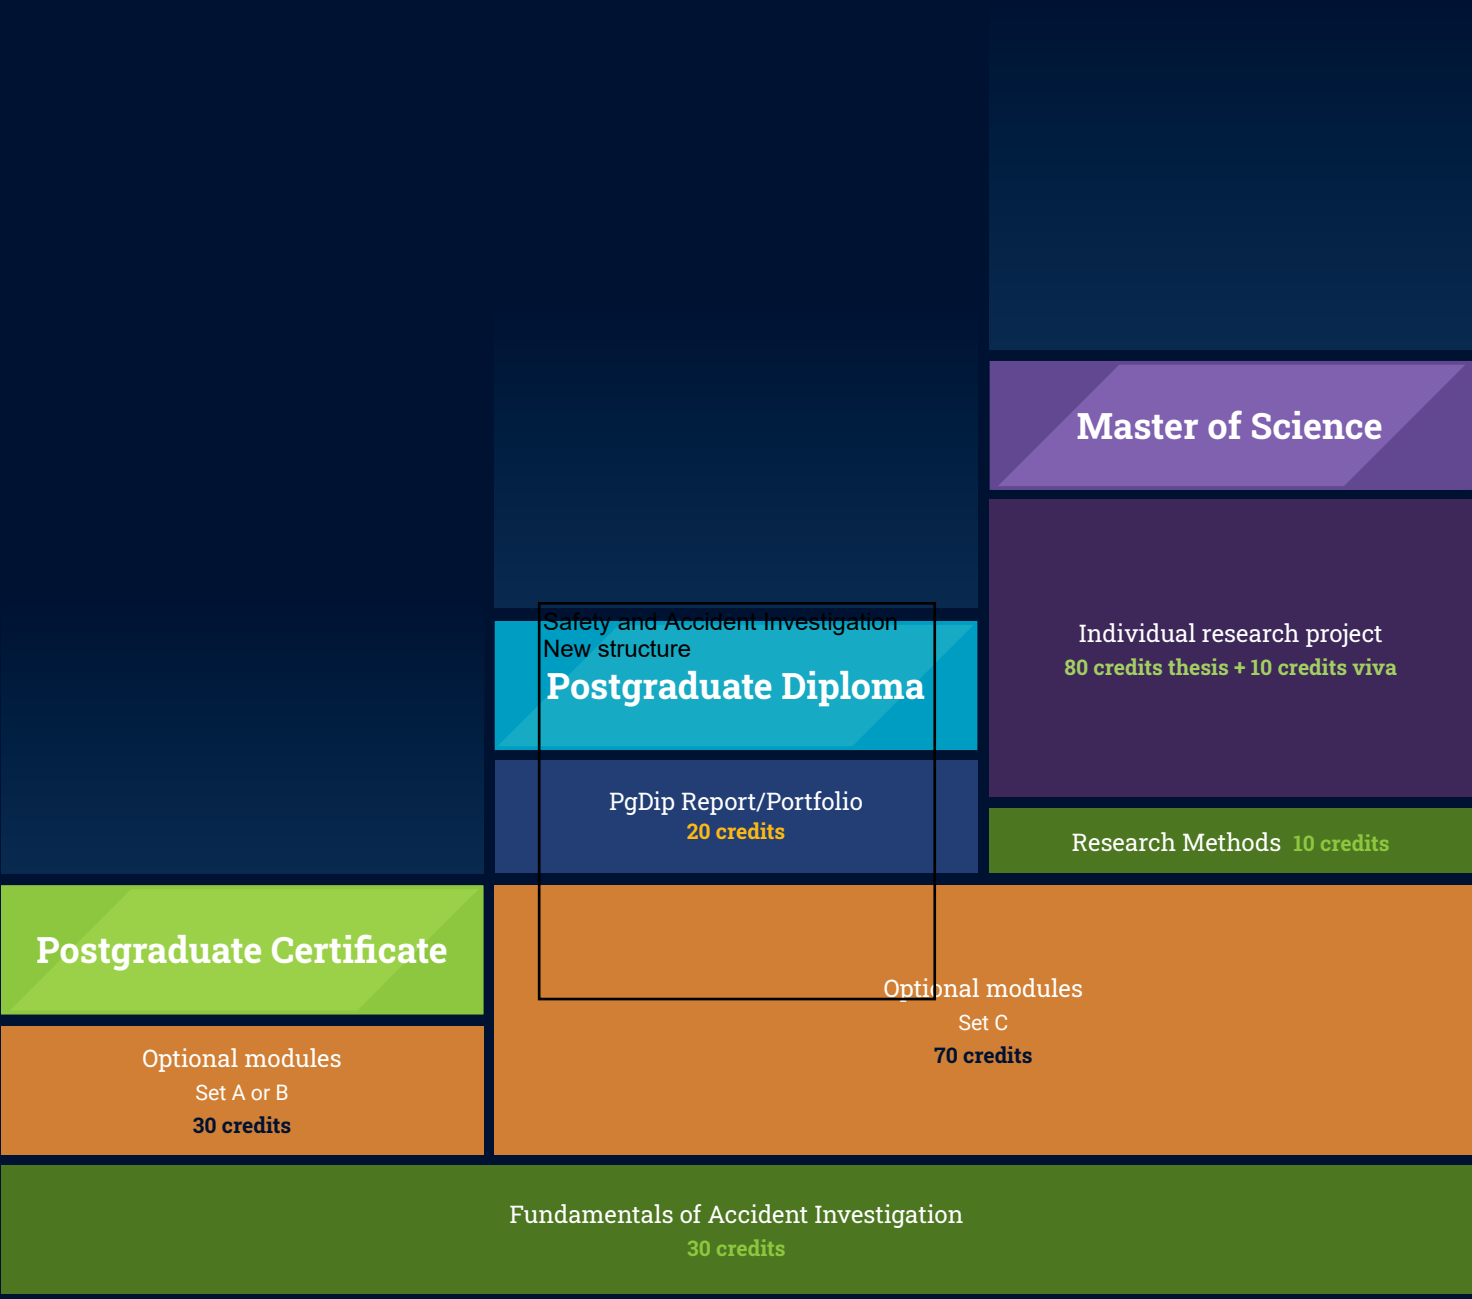 Master of Science
Individual research project
80 credits thesis + 10 credits viva
Research Methods 10 credits
Safety and Accident Investigation
New structure
Postgraduate Diploma
PgDip Report/Portfolio
20 credits
Postgraduate Certificate
Optional modules
Set C
70 credits
Optional modules
Set A or B
30 credits
Fundamentals of Accident Investigation
30 credits